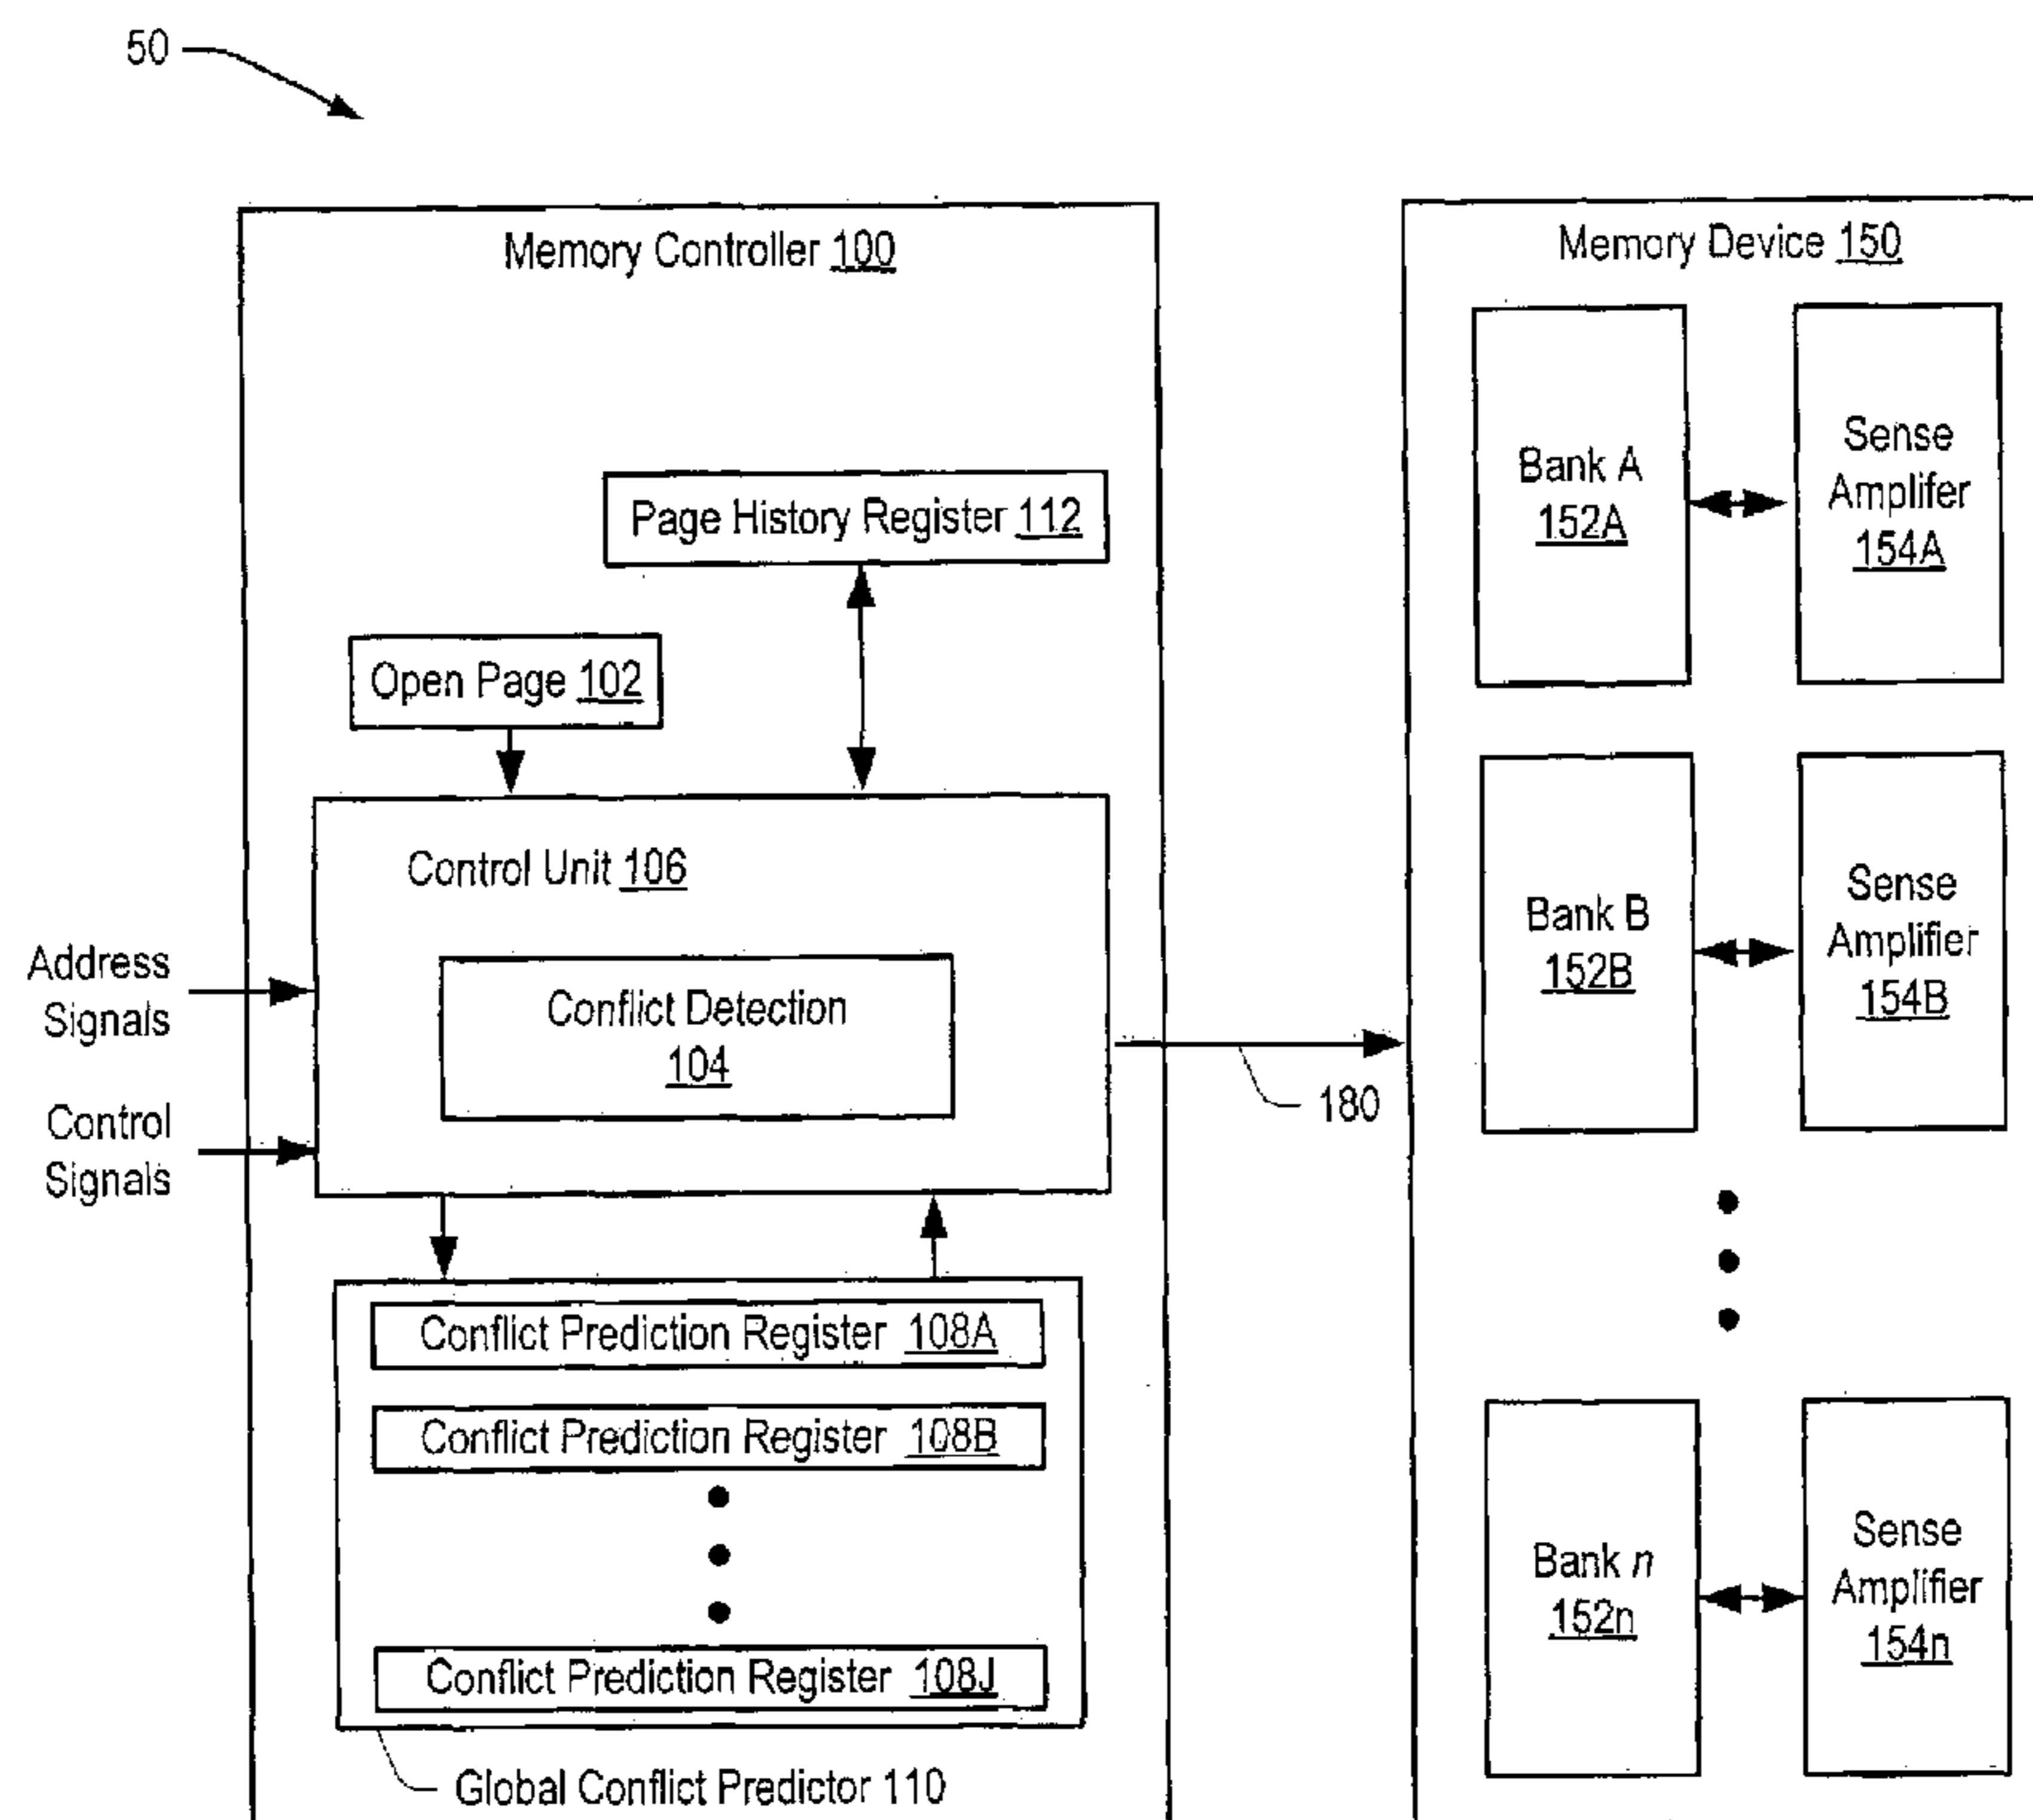 50
Memory Controller 100
Page History Register 112
Open Page 102
Control Unit 106
Conflict Detection
104
Address
Signals
Control
Signals
180
Conflict Prediction Register 108A
Conflict Prediction Register 108B
Conflict Prediction Register 108J
Global Conflict Predictor 110
Memory Device 150
Bank A
152A
Sense
Amplifer
154A
Bank B
152B
Sense
Amplifier
154B
Bank n
152n
Sense
Amplifier
154n